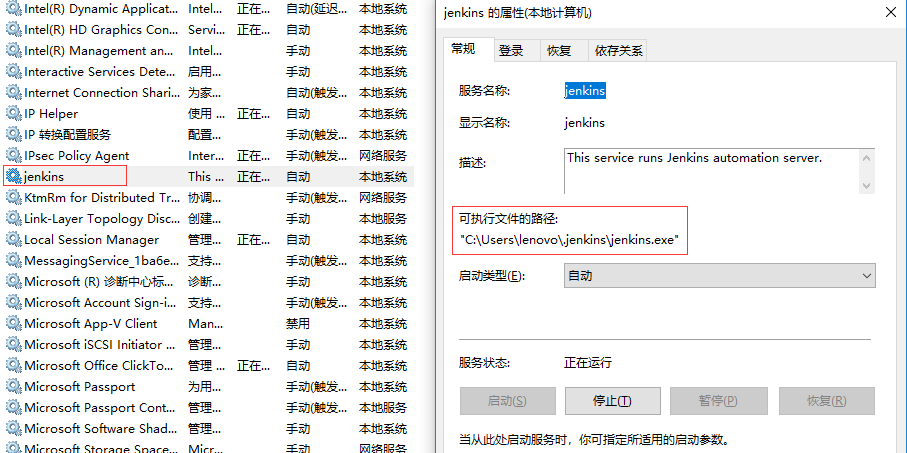 Intel(R) Dynamic Applicat... Intel... 正在... 自动(延迟... 本地系统
Intel(R) HD Graphics Con... Servi... 正在... 自动 本地系统
Intel(R) Management an... Intel... 手动 本地系统
Interactive Services Dete... 启用... 手动 本地系统
Internet Connection Shari... 为家... 手动(触发... 本地系统
IP Helper 使用 ... 正在... 自动 本地系统
IP 转换配置服务 配置... 手动(触发... 本地系统
IPsec Policy Agent Inter... 正在... 手动(触发... 网络服务
jenkins This ... 正在... 自动 本地系统
KtmRm for Distributed Tr... 协调... 手动(触发... 网络服务
Link-Layer Topology Disc... 创建... 手动 本地服务
Local Session Manager 管理... 正在... 自动 本地系统
MessagingService_1ba6e... 支持... 手动(触发... 本地系统
Microsoft (R) 诊断中心标... 诊断... 手动 本地系统
Microsoft Account Sign-i... 支持... 手动(触发... 本地系统
Microsoft App-V Client Man... 禁用 本地系统
Microsoft iSCSI Initiator ... 管理 ... 手动 本地系统
Microsoft Office ClickTo... 管理 ... 正在... 自动 本地系统
Microsoft Passport 为用... 手动(触发... 本地系统
Microsoft Passport Cont... 管理... 手动(触发... 本地服务
Microsoft Software Shad... 管理... 手动 本地系统
Microsoft Storage Space... Micr... 手动 网络服务
jenkins 的属性(本地计算机)
常规 登录 恢复 依存关系
服务名称: jenkins
显示名称: jenkins
描述: This service runs Jenkins automation server.
可执行文件的路径:
"C:\Users\lenovo\.jenkins\jenkins.exe"
启动类型(E): 自动
服务状态: 正在运行
启动(S) 停止(T) 暂停(P) 恢复(R)
当从此处启动服务时，你可指定所适用的启动参数。